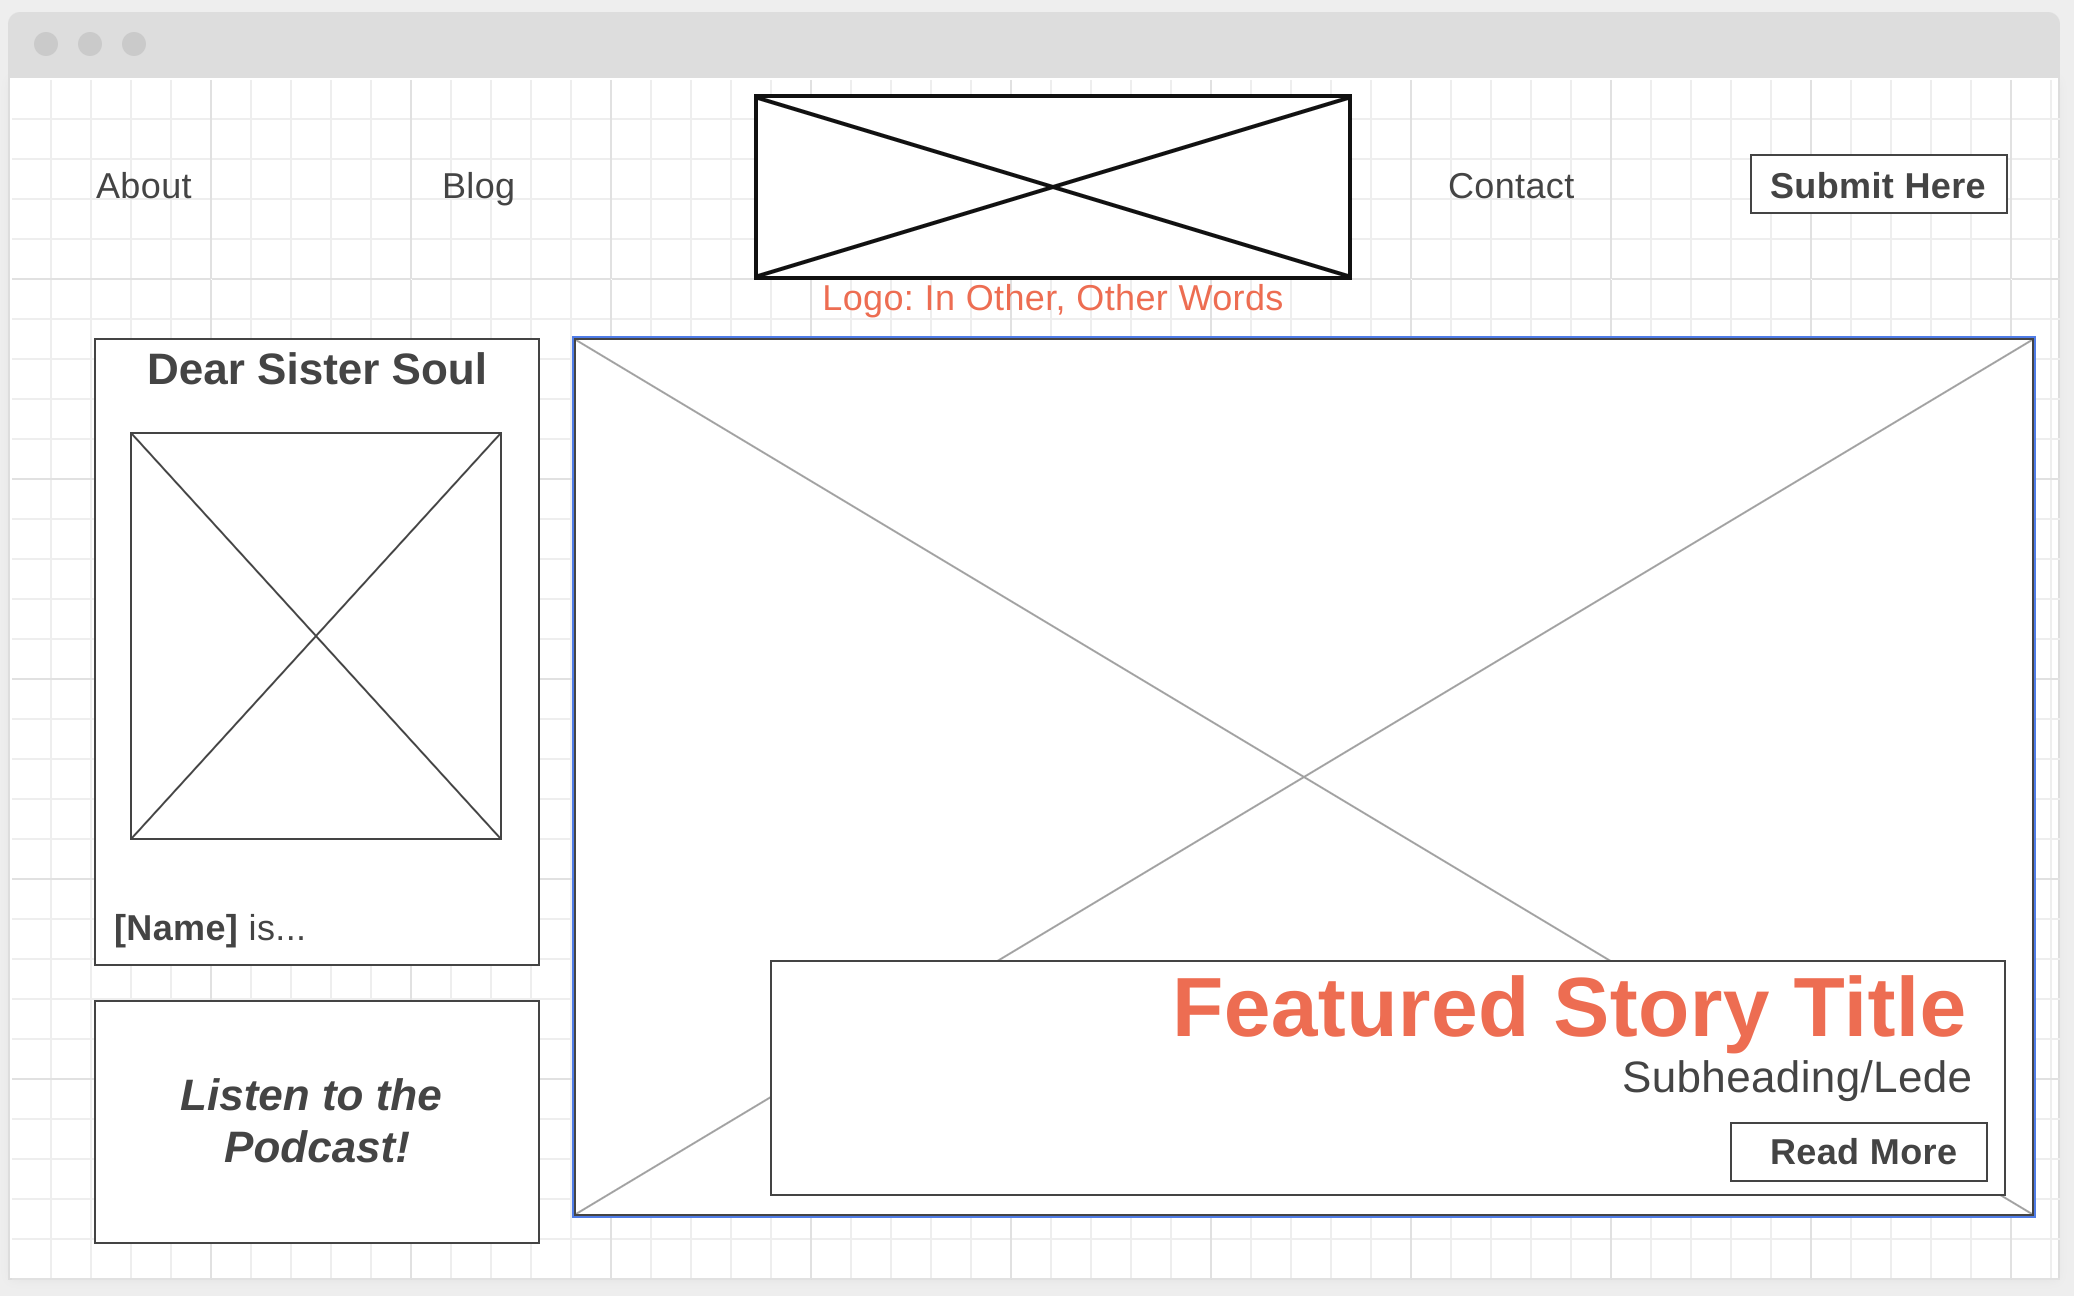 About
Blog
Contact
Submit Here
Logo: In Other, Other Words
Dear Sister Soul
[Name] is...
Listen to the
Podcast!
Featured Story Title
Subheading/Lede
Read More